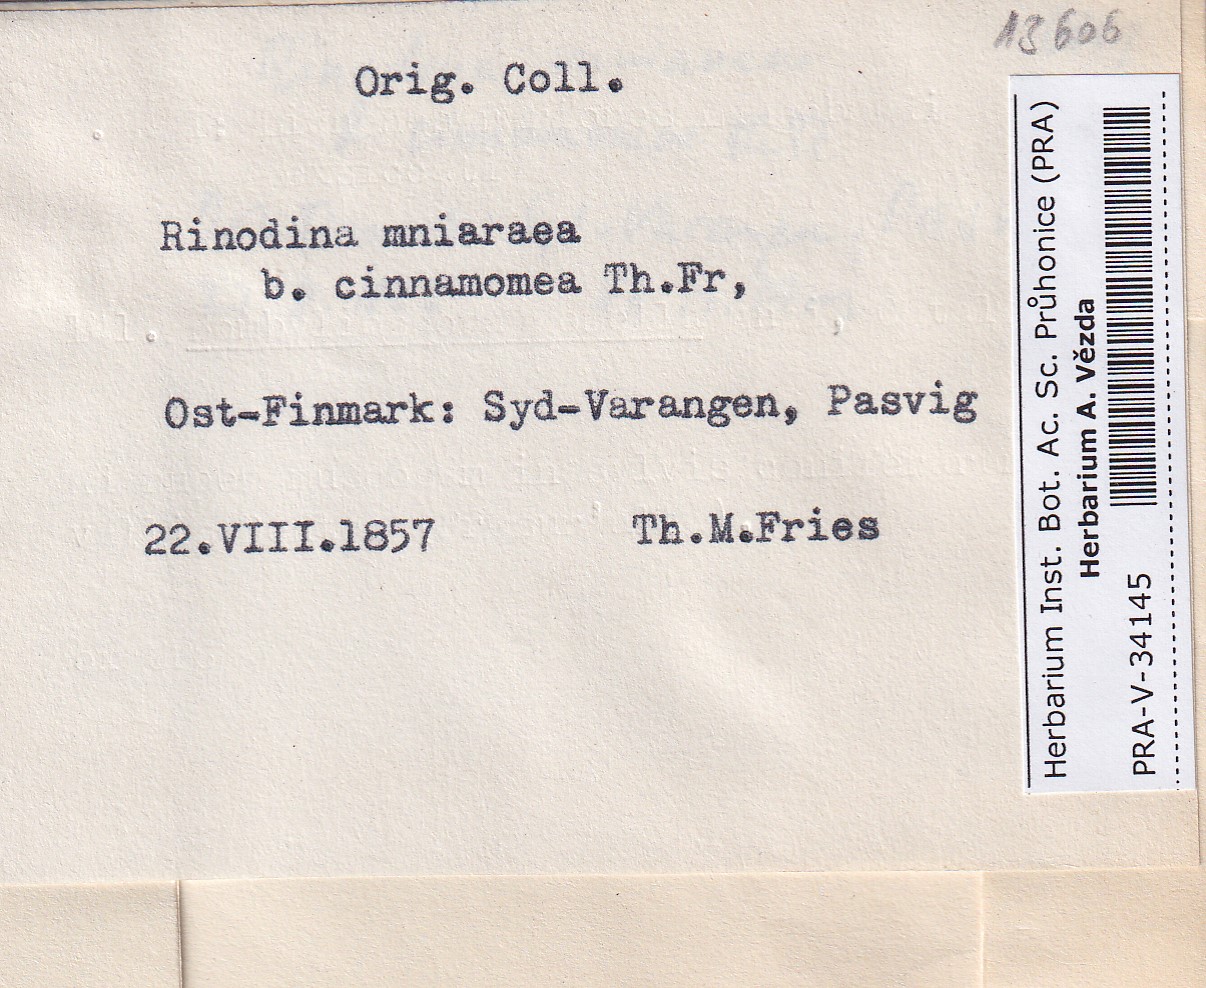 13606
Orig. Coll.
Rinodina mniaraea
b. cinnamomea Th.Fr,
Ost-Finmark: Syd-Varangen, Pasvig
22.VIII.1857 Th.M.Fries
Herbarium Inst. Bot. Ac. Sc. Průhonice (PRA)
Herbarium A. Vězda
PRA-V-34145